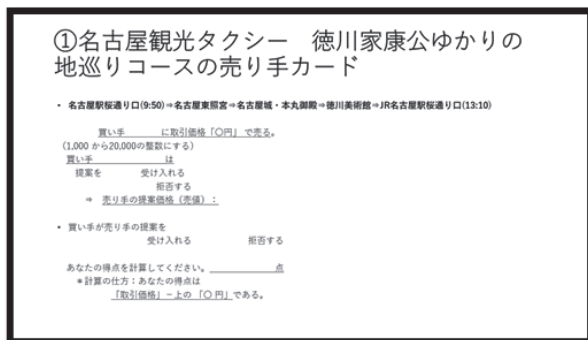 ①名古屋観光タクシー　徳川家康公ゆかりの
地巡りコースの売り手カード
• 名古屋駅桜通り口(9:50)⇒名古屋東照宮⇒名古屋城・本丸御殿⇒徳川美術館⇒JR名古屋駅桜通り口(13:10)
買い手　　　　に取引価格「〇円」で売る。
(1,000 から20,000の整数にする)
買い手　　　　　　　は
提案を　　　　受け入れる
拒否する
⇒　売り手の提案価格（売値）：
• 買い手が売り手の提案を
受け入れる　　　　　　拒否する
あなたの得点を計算してください。＿＿＿＿＿＿点
＊計算の仕方：あなたの得点は
「取引価格」－上の「〇 円」である。